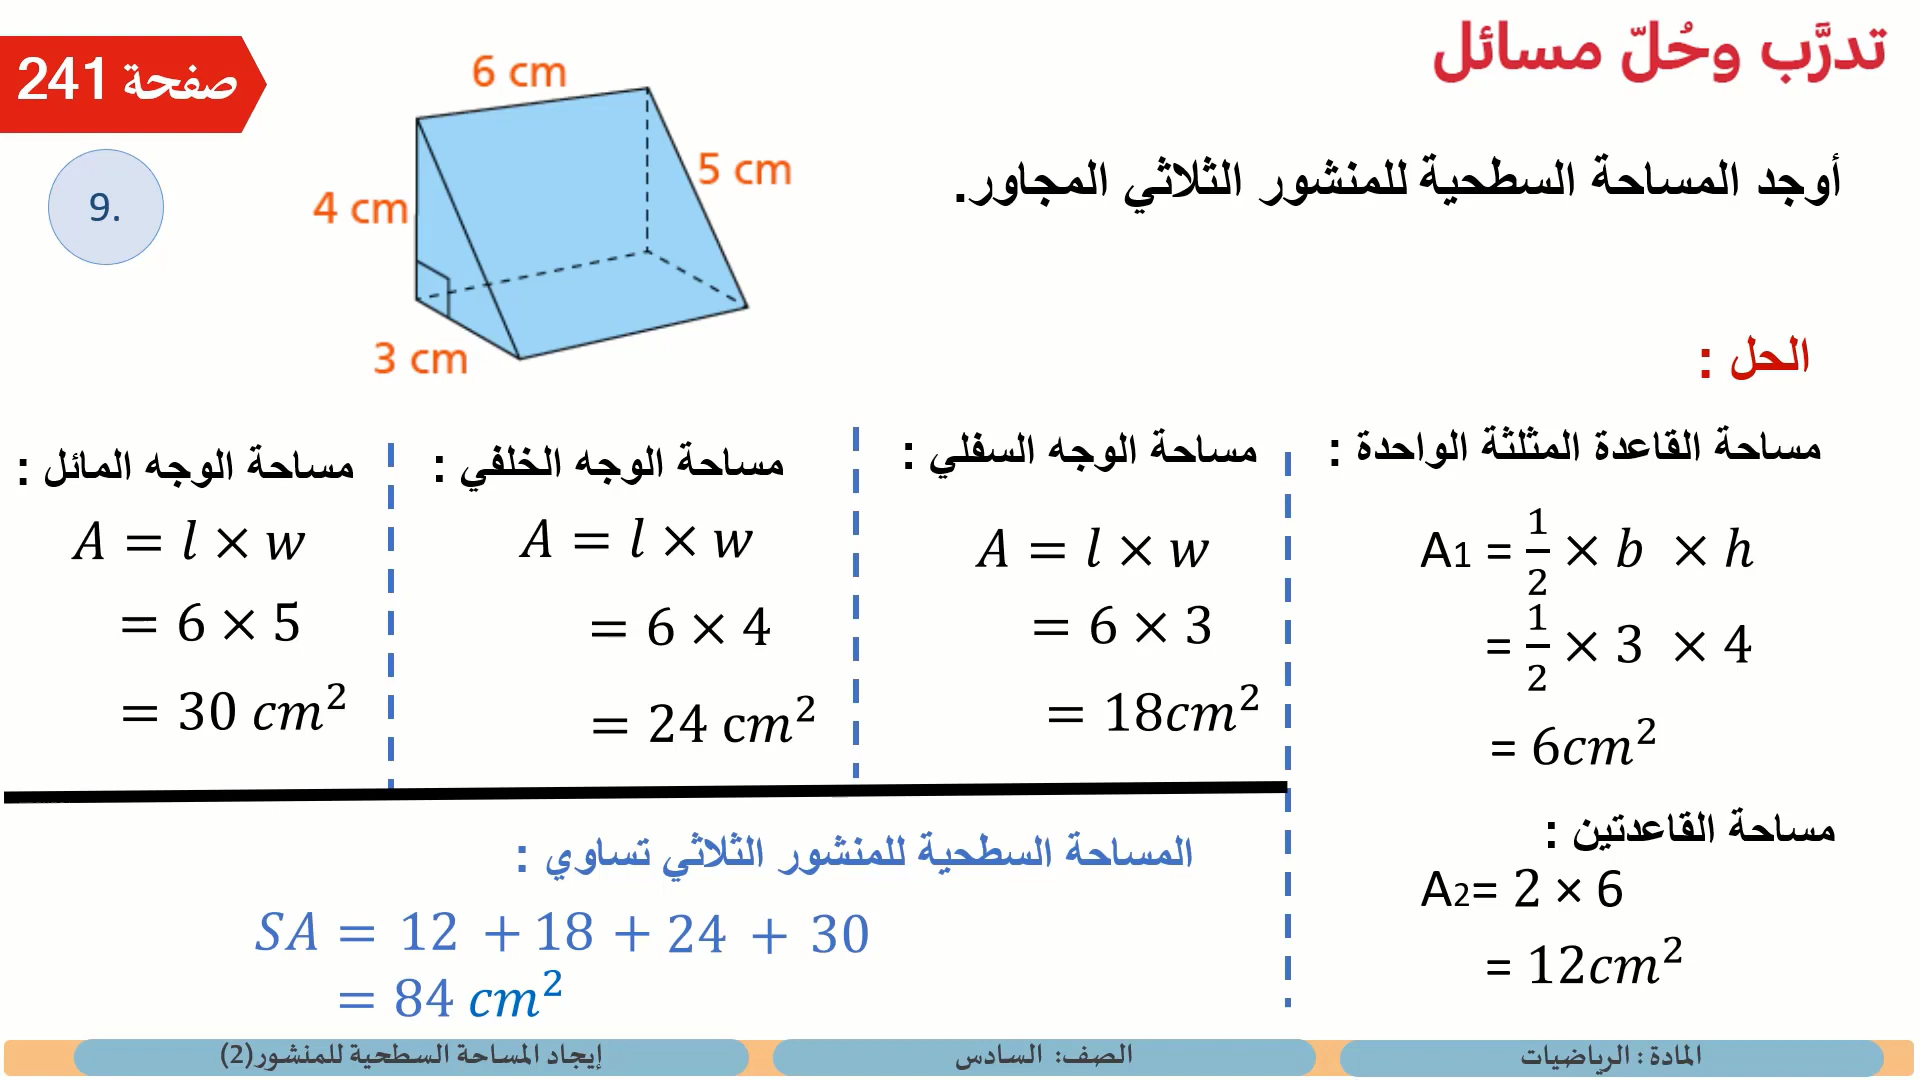 تدرَّب وحُلّ مسائل
صفحة 241
9.
أوجد المساحة السطحية للمنشور الثلاثي المجاور.
6 cm
5 cm
4 cm
3 cm
الحل :
مساحة القاعدة المثلثة الواحدة :
A1 = 1/2 × b × h
= 1/2 × 3 × 4
= 6cm²
مساحة القاعدتين :
A2= 2 × 6
= 12cm²
مساحة الوجه السفلي :
A = l × w
= 6 × 3
= 18cm²
مساحة الوجه الخلفي :
A = l × w
= 6 × 4
= 24 cm²
مساحة الوجه المائل :
A = l × w
= 6 × 5
= 30 cm²
المساحة السطحية للمنشور الثلاثي تساوي :
SA = 12 + 18 + 24 + 30
= 84 cm²
المادة : الرياضيات
الصف: السادس
إيجاد المساحة السطحية للمنشور(2)